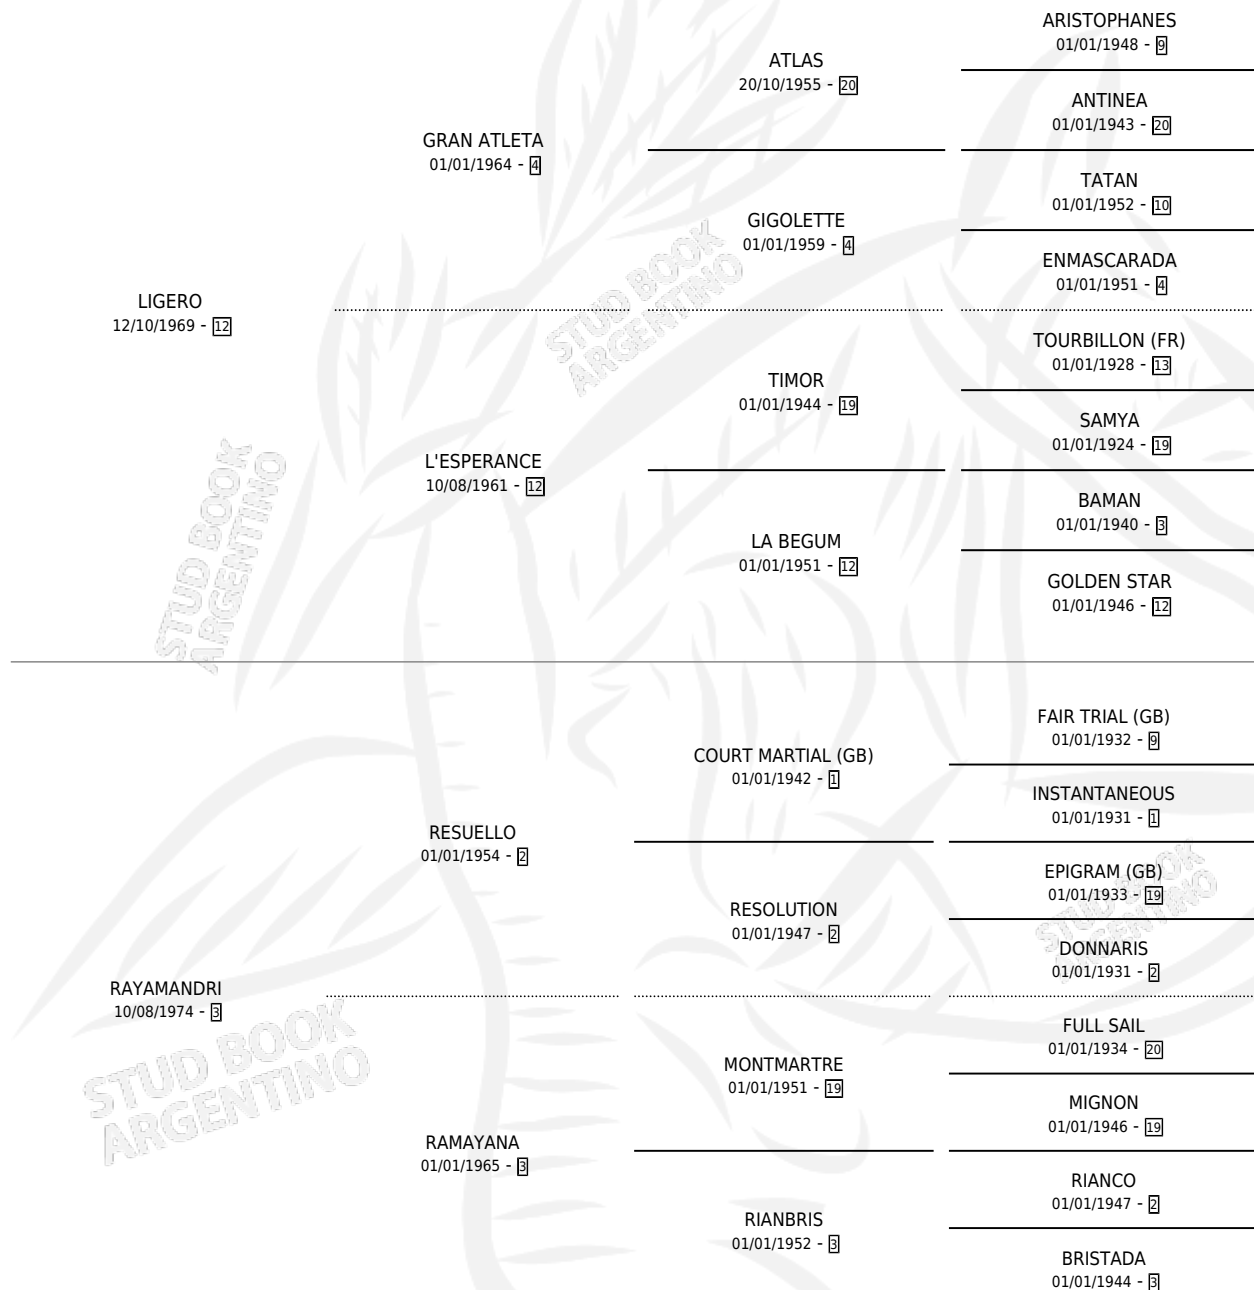 LIGERO
12/10/1969 - 12
GRAN ATLETA
01/01/1964 - 4
L'ESPERANCE
10/08/1961 - 12
ATLAS
20/10/1955 - 20
GIGOLETTE
01/01/1959 - 4
TIMOR
01/01/1944 - 19
LA BEGUM
01/01/1951 - 12
ARISTOPHANES
01/01/1948 - 9
ANTINEA
01/01/1943 - 20
TATAN
01/01/1952 - 10
ENMASCARADA
01/01/1951 - 4
TOURBILLON (FR)
01/01/1928 - 13
SAMYA
01/01/1924 - 19
BAMAN
01/01/1940 - 3
GOLDEN STAR
01/01/1946 - 12
RAYAMANDRI
10/08/1974 - 3
RESUELLO
01/01/1954 - 2
RAMAYANA
01/01/1965 - 3
COURT MARTIAL (GB)
01/01/1942 - 1
RESOLUTION
01/01/1947 - 2
MONTMARTRE
01/01/1951 - 19
RIANBRIS
01/01/1952 - 3
FAIR TRIAL (GB)
01/01/1932 - 9
INSTANTANEOUS
01/01/1931 - 1
EPIGRAM (GB)
01/01/1933 - 19
DONNARIS
01/01/1931 - 2
FULL SAIL
01/01/1934 - 20
MIGNON
01/01/1946 - 19
RIANCO
01/01/1947 - 2
BRISTADA
01/01/1944 - 3
STUD BOOK
ARGENTINO
STUD BOOK
ARGENTINO
STUD BOOK
ARGENTINO
STUD BOOK
ARGENTINO